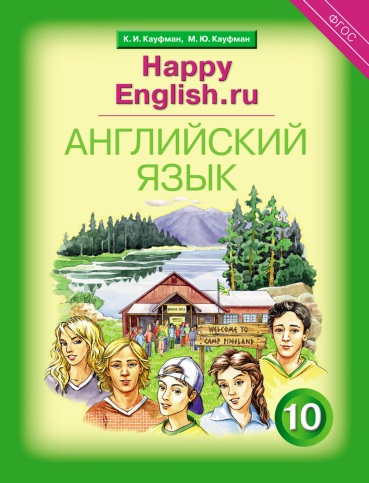 К. И. Кауфман, М. Ю. Кауфман
ФГОС
Happy
English.ru
АНГЛИЙСКИЙ
ЯЗЫК
WELCOME TO
CAMP PINELAND
10